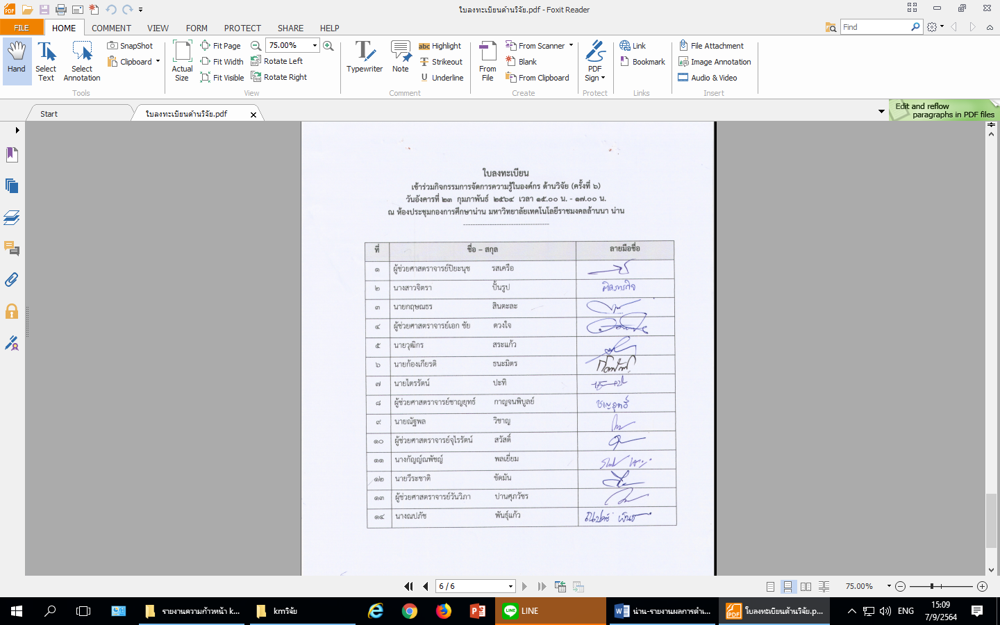 ใบลงทะเบียนด้านวิจัย.pdf - Foxit Reader
FILE HOME COMMENT VIEW FORM PROTECT SHARE HELP Find
Hand
Select Text
Select Annotation
SnapShot
Clipboard
Tools
Actual Size
Fit Page
Fit Width
Fit Visible
75.00%
Rotate Left
Rotate Right
View
Typewriter
Note
Highlight
Strikeout
Underline
Comment
From File
From Scanner
Blank
From Clipboard
Create
PDF Sign
Protect
Link
Bookmark
Links
File Attachment
Image Annotation
Audio & Video
Insert
Start
ใบลงทะเบียนด้านวิจัย.pdf
Edit and reflow
paragraphs in PDF files
ใบลงทะเบียน
เข้าร่วมกิจกรรมการจัดการความรู้ในองค์กร ด้านวิจัย (ครั้งที่ ๖)
วันอังคารที่ ๒๓ กุมภาพันธ์ ๒๕๖๔ เวลา ๑๕.๐๐ น. - ๑๗.๐๐ น.
ณ ห้องประชุมกองการศึกษาน่าน มหาวิทยาลัยเทคโนโลยีราชมงคลล้านนา น่าน
ที่ ชื่อ – สกุล ลายมือชื่อ
๑ ผู้ช่วยศาสตราจารย์ปิยะนุช รสเครือ
๒ นางสาวจิตรา ปั้นรูป
๓ นายกฤษณธร สินตะละ
๔ ผู้ช่วยศาสตราจารย์เอก ชัย ดวงใจ
๕ นายวุฒิกร สระแก้ว
๖ นายก้องเกียรติ ธนะมิตร
๗ นายไตรรัตน์ ปะทิ
๘ ผู้ช่วยศาสตราจารย์ชาญยุทธ์ กาญจนพิบูลย์ ชาญยุทธ์
๙ นายณัฐพล วิชาญ
๑๐ ผู้ช่วยศาสตราจารย์จุไรรัตน์ สวัสดิ์
๑๑ นางกัญญ์ณพัชญ์ พลเยี่ยม
๑๒ นายวีระชาติ ขัดมัน
๑๓ ผู้ช่วยศาสตราจารย์วันวิภา ปานศุภวัชร
๑๔ นางณปภัช พันธุ์แก้ว
6 / 6
75.00%
รายงานความก้าวหน้า k...
kmวิจัย
LINE
น่าน-รายงานผลการดำเ...
ใบลงทะเบียนด้านวิจัย.p...
ENG
15:09
7/9/2564